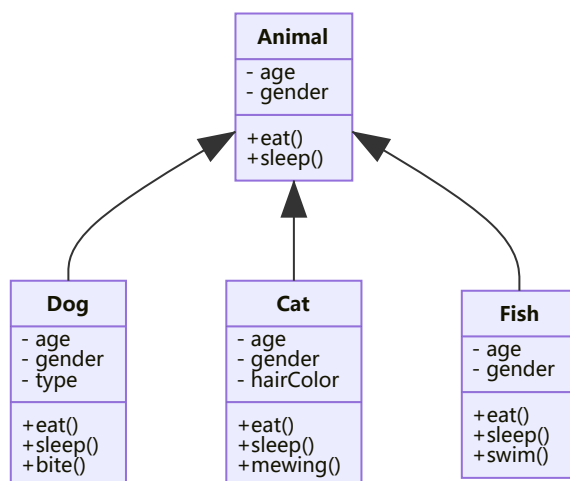 Animal
- age
- gender
+eat()
+sleep()
Dog
- age
- gender
- type
+eat()
+sleep()
+bite()
Cat
- age
- gender
- hairColor
+eat()
+sleep()
+mewing()
Fish
- age
- gender
+eat()
+sleep()
+swim()